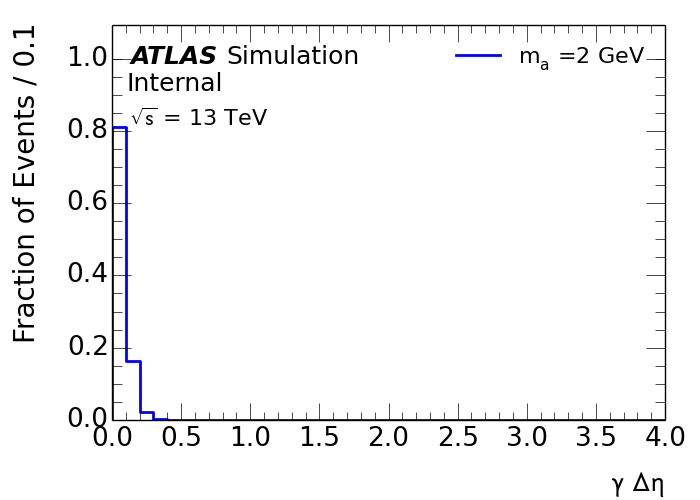 Fraction of Events / 0.1
1.0
0.8
0.6
0.4
0.2
0.0
ATLAS Simulation
Internal
√s = 13 TeV
mₐ =2 GeV
0.0 0.5 1.0 1.5 2.0 2.5 3.0 3.5 4.0
γ Δη